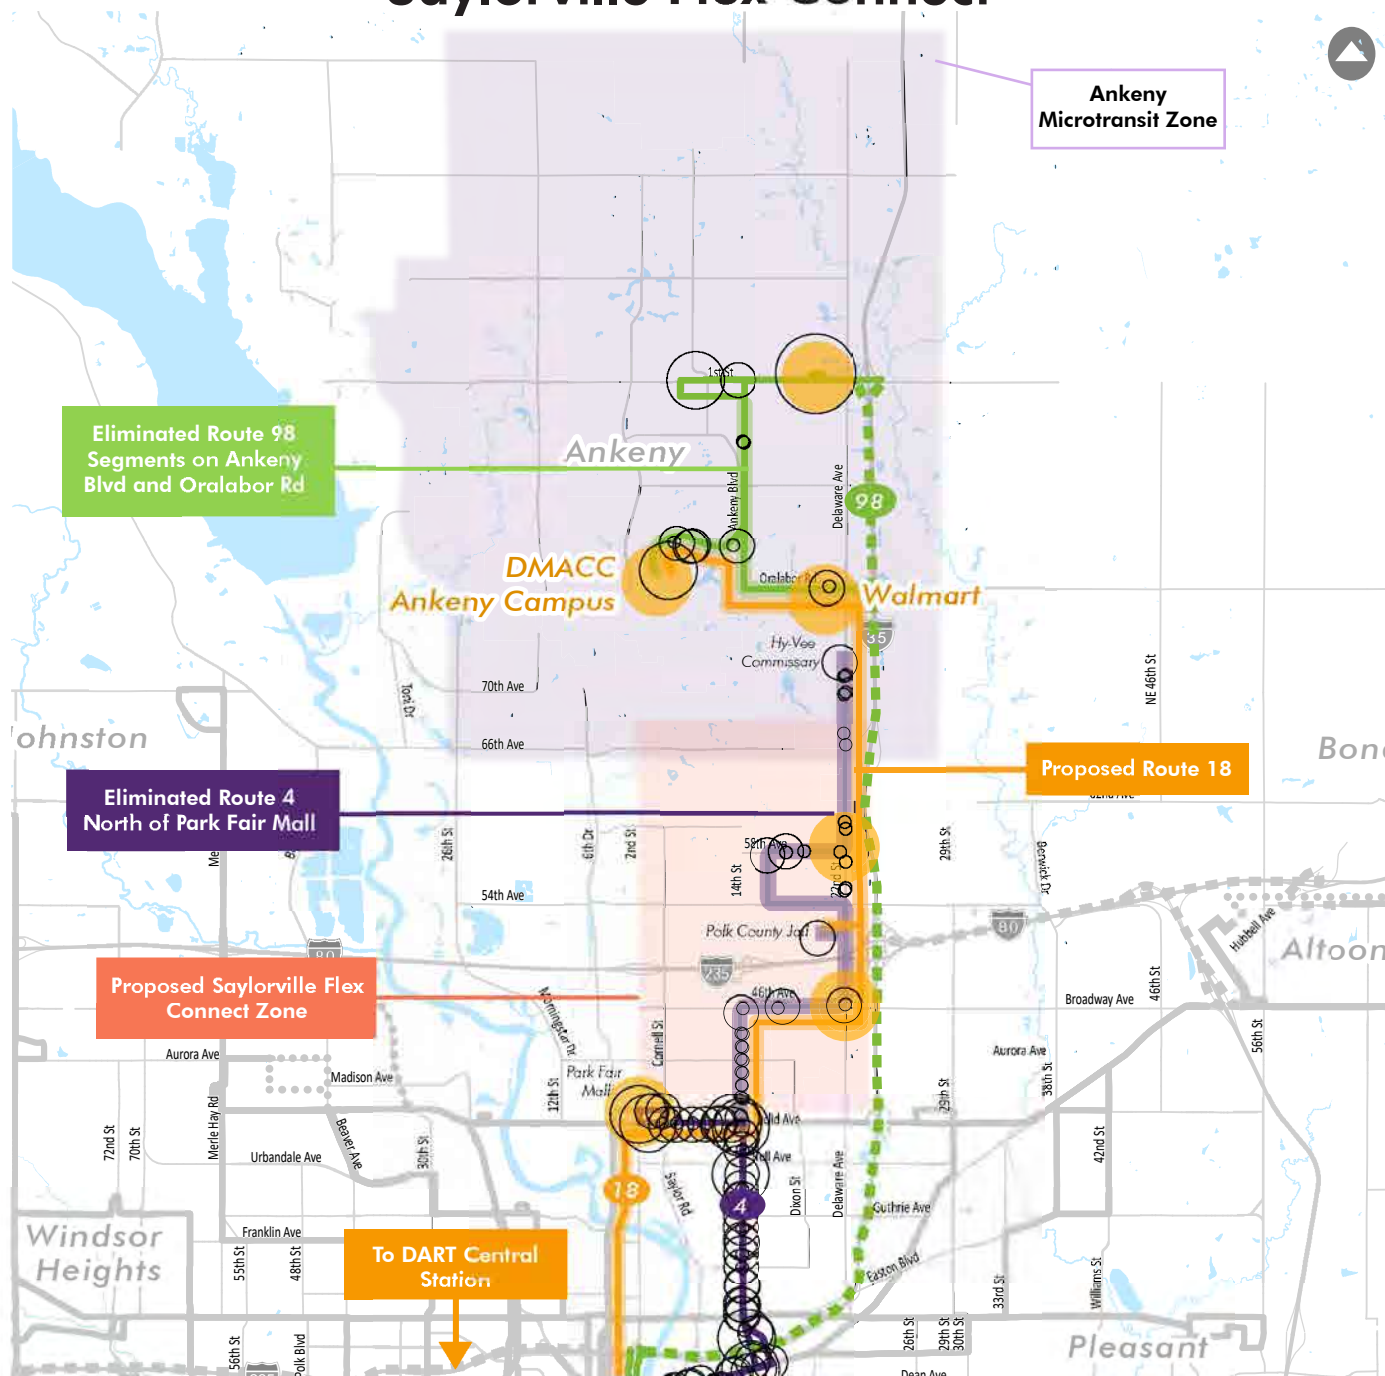 Saylorville Flex Connect
Ankeny
Microtransit Zone
1st St
Eliminated Route 98
Segments on Ankeny
Blvd and Oralabor Rd
Ankeny
Ankeny Blvd
Delaware Ave
98
DMACC
Ankeny Campus
Oralabor Rd
Walmart
35
Hy-Vee
Commissary
NE 46th St
70th Ave
Toni Dr
Johnston
66th Ave
Proposed Route 18
Eliminated Route 4
North of Park Fair Mall
26th St
6th Dr
2nd St
58th Ave
14th St
22nd St
29th St
Berwick Dr
54th Ave
Polk County Jail
80
Hubbell Ave
80
235
Proposed Saylorville Flex
Connect Zone
46th Ave
Broadway Ave
46th St
56th St
Morningstar Dr
Cornell St
Aurora Ave
Aurora Ave
Madison Ave
Park Fair
Mall
12th St
29th St
38th St
Merle Hay Rd
72nd St
70th St
Beaver Ave
30th St
Urbandale Ave
42nd St
18
Saylor Rd
4
Dixon St
Delaware Ave
Guthrie Ave
Windsor
Heights
Franklin Ave
55th St
48th St
To DART Central
Station
Easton Blvd
33rd St
Williams St
56th St
Polk Blvd
26th St
29th St
30th St
Pleasant
Dean Ave